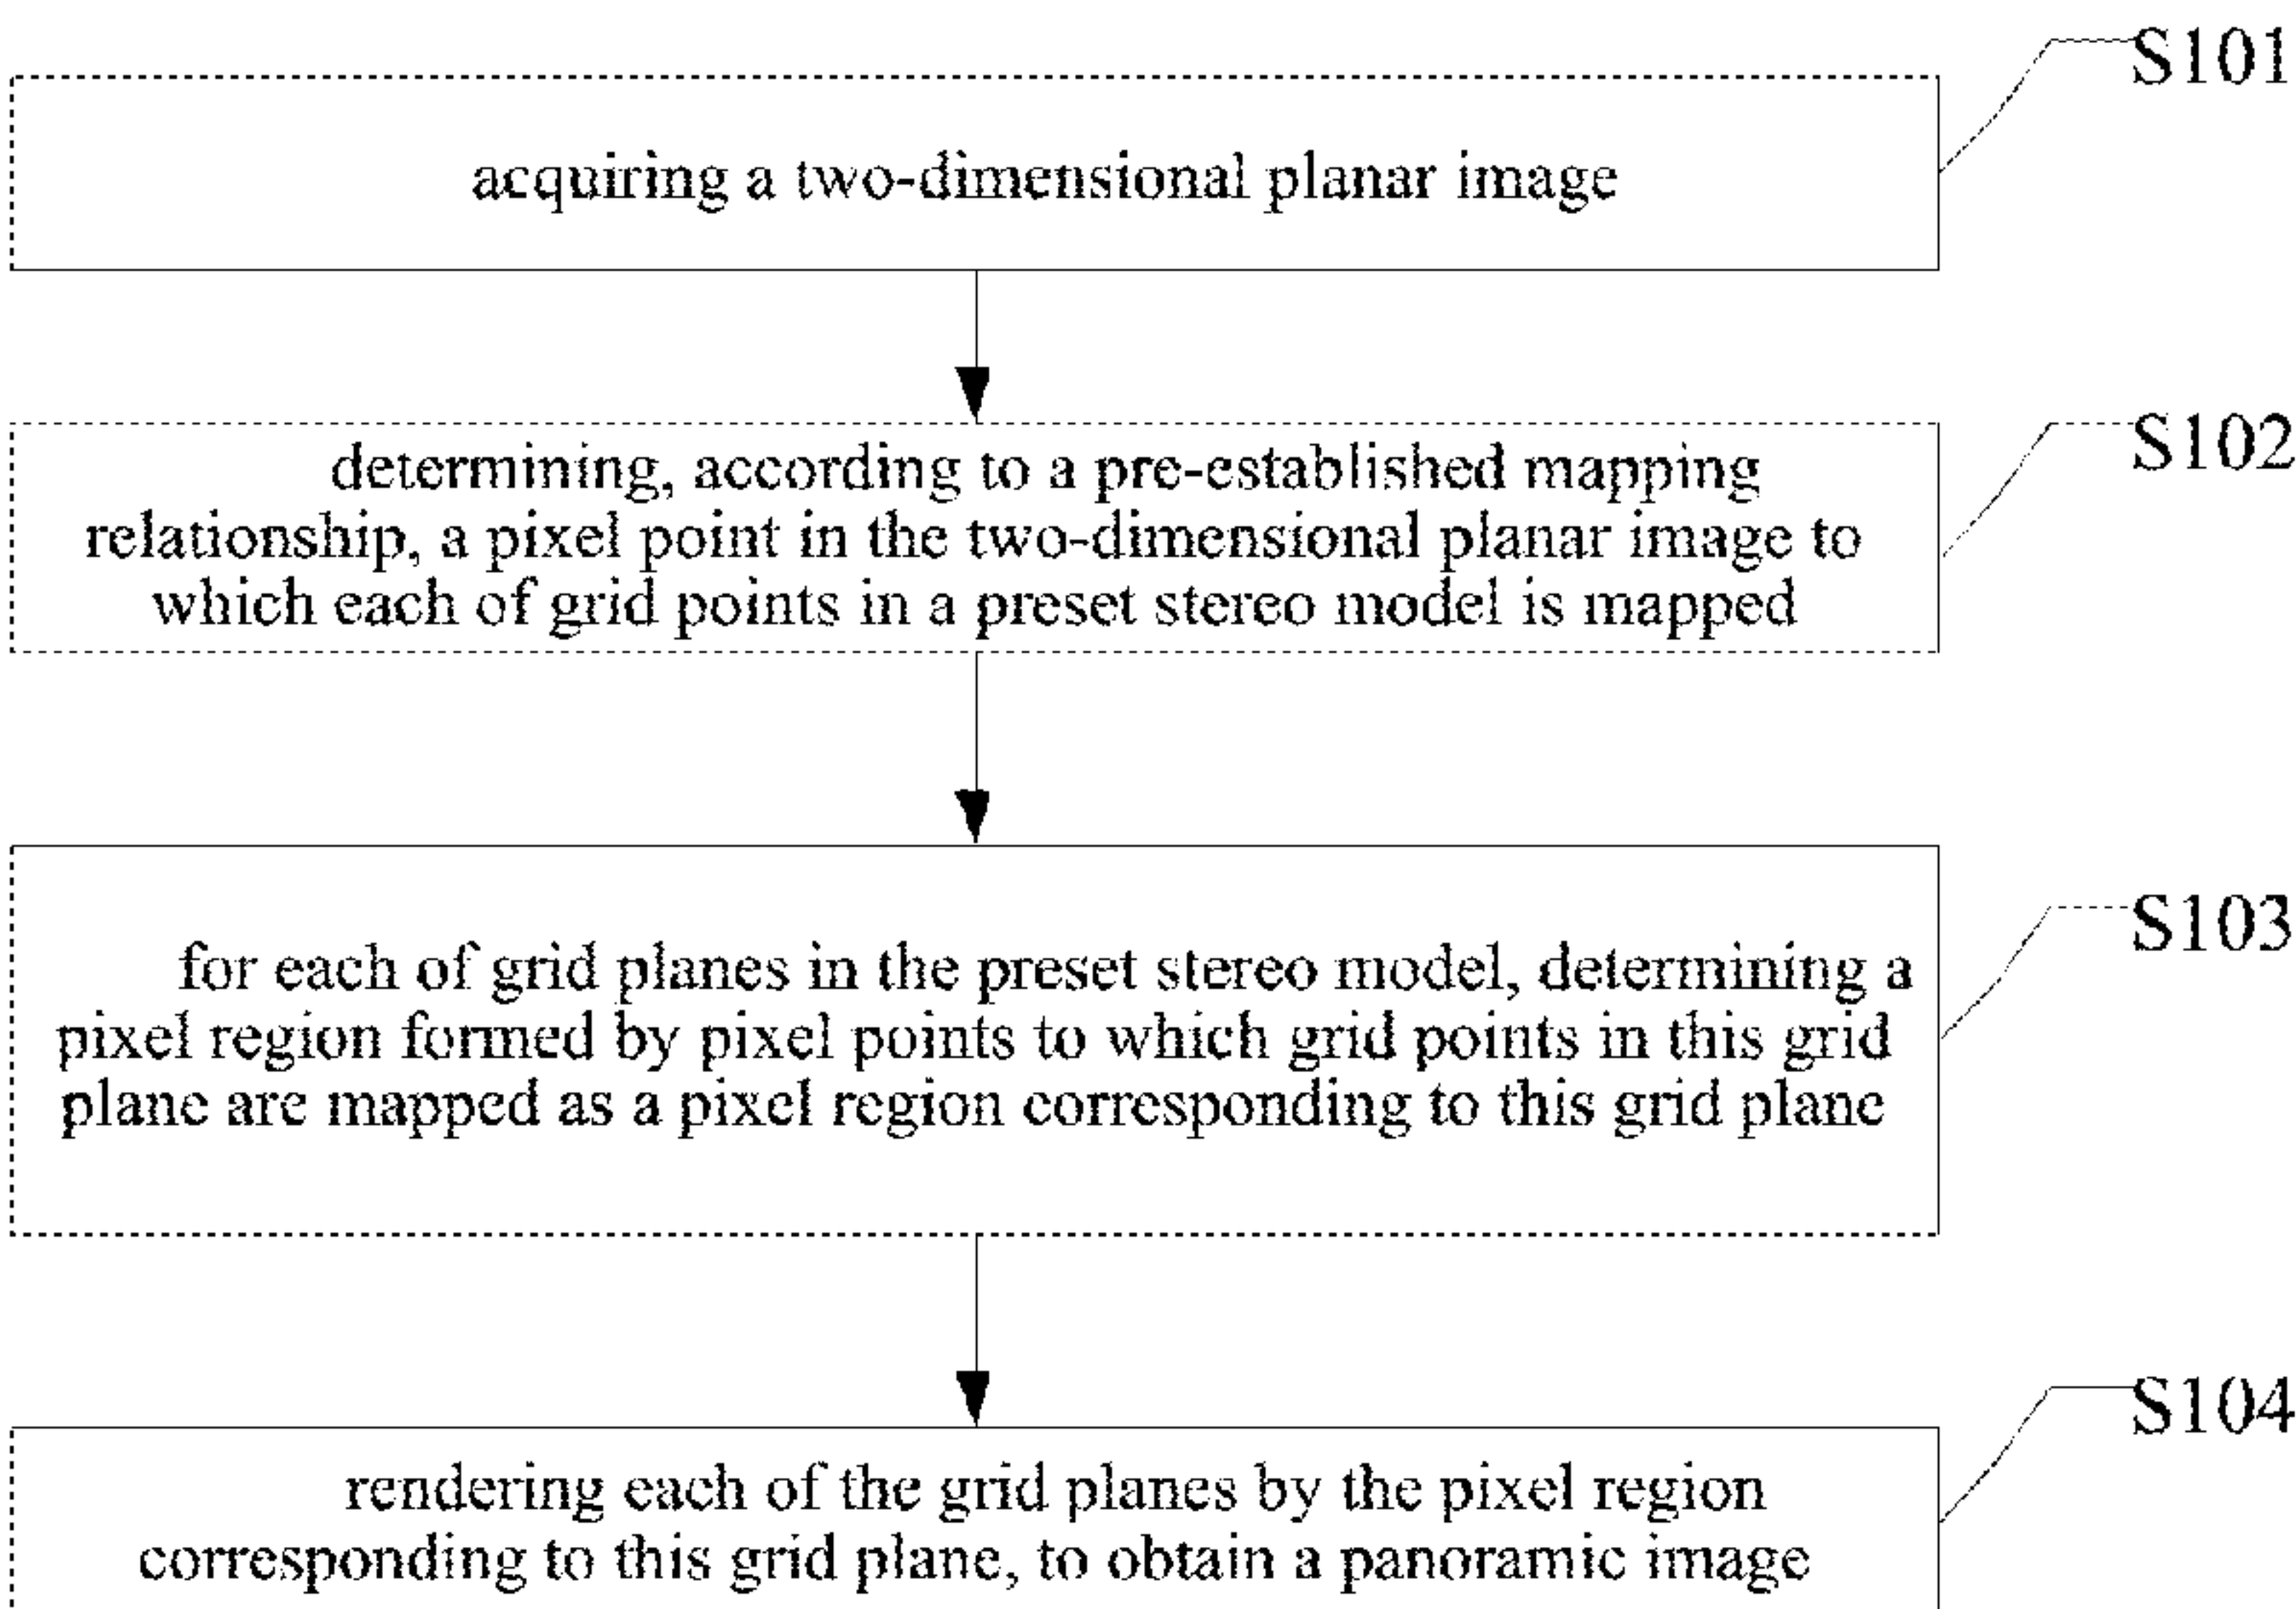 S101
acquiring a two-dimensional planar image
S102
determining, according to a pre-established mapping
relationship, a pixel point in the two-dimensional planar image to
which each of grid points in a preset stereo model is mapped
S103
for each of grid planes in the preset stereo model, determining a
pixel region formed by pixel points to which grid points in this grid
plane are mapped as a pixel region corresponding to this grid plane
S104
rendering each of the grid planes by the pixel region
corresponding to this grid plane, to obtain a panoramic image